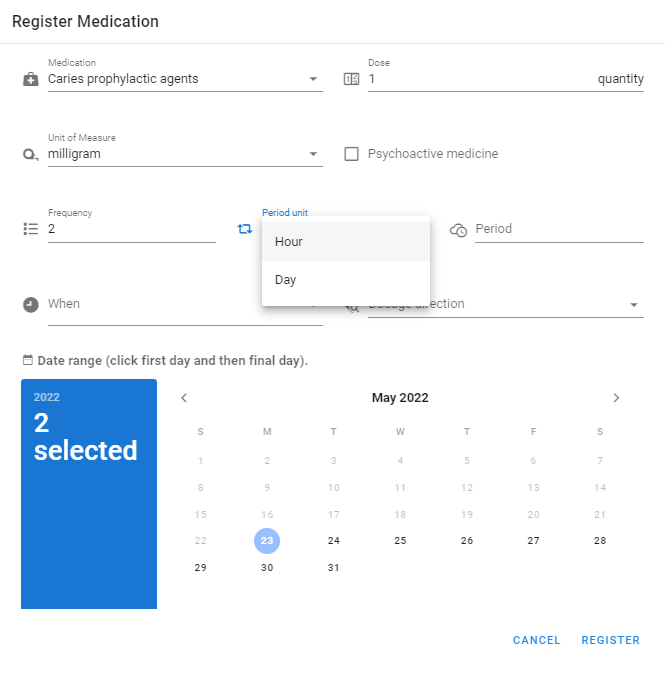 Register Medication
Medication
Caries prophylactic agents
Dose
1
quantity
Unit of Measure
milligram
Psychoactive medicine
Frequency
2
Period unit
Hour
Day
Period
When
Dosage direction
Date range (click first day and then final day).
2022
2
selected
May 2022
S M T W T F S
1 2 3 4 5 6 7
8 9 10 11 12 13 14
15 16 17 18 19 20 21
22 23 24 25 26 27 28
29 30 31
CANCEL REGISTER